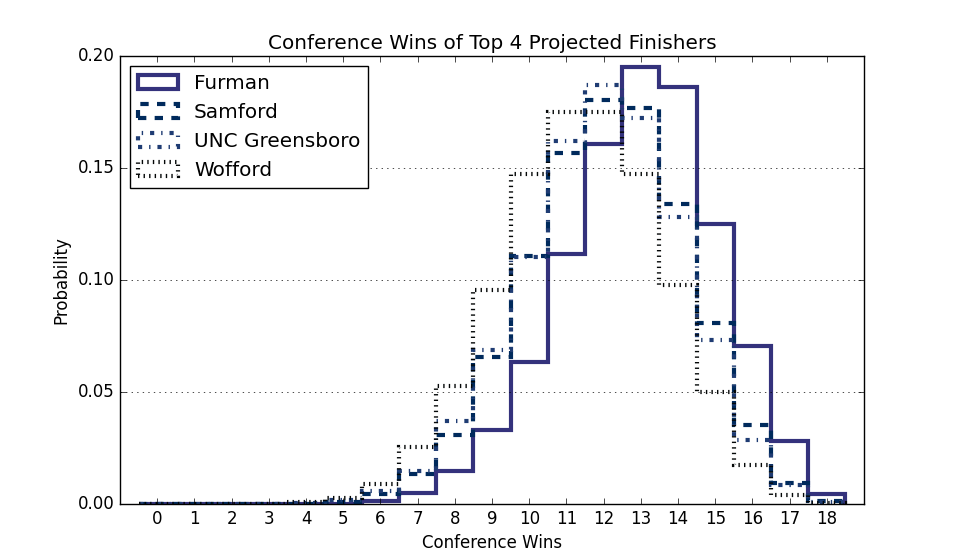 Conference Wins of Top 4 Projected Finishers
0.20
0.15
0.10
0.05
0.00
Probability
Furman
Samford
UNC Greensboro
Wofford
0 1 2 3 4 5 6 7 8 9 10 11 12 13 14 15 16 17 18
Conference Wins